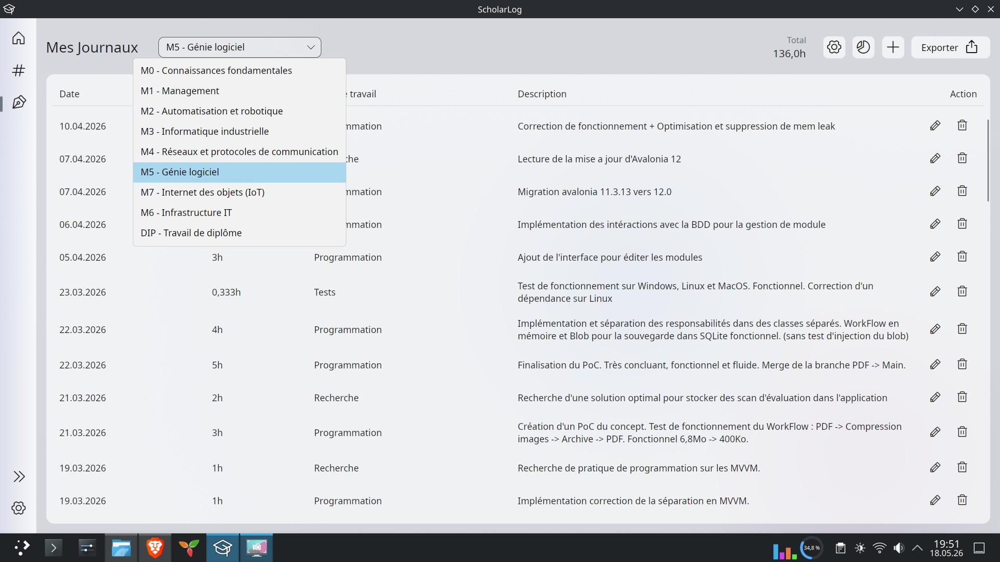 ScholarLog
Mes Journaux
M5 - Génie logiciel
Total
136,0h
Exporter
M0 - Connaissances fondamentales
M1 - Management
M2 - Automatisation et robotique
M3 - Informatique industrielle
M4 - Réseaux et protocoles de communication
M5 - Génie logiciel
M7 - Internet des objets (IoT)
M6 - Infrastructure IT
DIP - Travail de diplôme
Date travail Description Action
10.04.2026 mmation Correction de fonctionnement + Optimisation et suppression de mem leak
07.04.2026 che Lecture de la mise a jour d'Avalonia 12
07.04.2026 mmation Migration avalonia 11.3.13 vers 12.0
06.04.2026 mmation Implémentation des intéractions avec la BDD pour la gestion de module
05.04.2026 3h Programmation Ajout de l'interface pour éditer les modules
23.03.2026 0,333h Tests Test de fonctionnement sur Windows, Linux et MacOS. Fonctionnel. Correction d'un
dépendance sur Linux
22.03.2026 4h Programmation Implémentation et séparation des responsabilités dans des classes séparés. WorkFlow en
mémoire et Blob pour la souvegarde dans SQLite fonctionnel. (sans test d'injection du blob)
22.03.2026 5h Programmation Finalisation du PoC. Très concluant, fonctionnel et fluide. Merge de la branche PDF -> Main.
21.03.2026 2h Recherche Recherche d'une solution optimal pour stocker des scan d'évaluation dans l'application
21.03.2026 3h Programmation Création d'un PoC du concept. Test de fonctionnement du WorkFlow : PDF -> Compression
images -> Archive -> PDF. Fonctionnel 6,8Mo -> 400Ko.
19.03.2026 1h Recherche Recherche de pratique de programmation sur les MVVM.
19.03.2026 1h Programmation Implémentation correction de la séparation en MVVM.
34,8 %
19:51
18.05.26